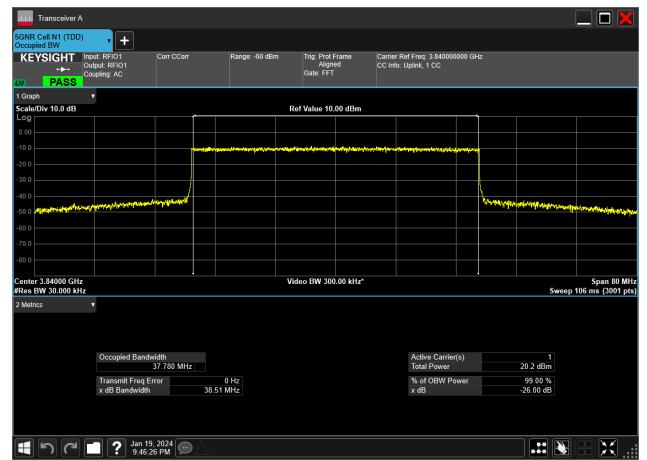 Transceiver A
5GNR Cell N1 (TDD)
Occupied BW
KEYSIGHT
PASS
Input: RFIO1
Output: RFIO1
Coupling: AC
Corr CCorr
Range: -60 dBm
Trig: Prot Frame
Aligned
Gate: FFT
Carrier Ref Freq: 3.840000000 GHz
CC Info: Uplink, 1 CC
1 Graph
Scale/Div 10.0 dB
Ref Value 10.00 dBm
Log
0.00
-10.0
-20.0
-30.0
-40.0
-50.0
-60.0
-70.0
-80.0
Center 3.84000 GHz
Video BW 300.00 kHz*
Span 80 MHz
#Res BW 30.000 kHz
Sweep 106 ms (3001 pts)
2 Metrics
Occupied Bandwidth
37.780 MHz
Transmit Freq Error 0 Hz
x dB Bandwidth 38.51 MHz
Active Carrier(s) 1
Total Power 20.2 dBm
% of OBW Power 99.00 %
x dB -26.00 dB
Jan 19, 2024
9:46:26 PM